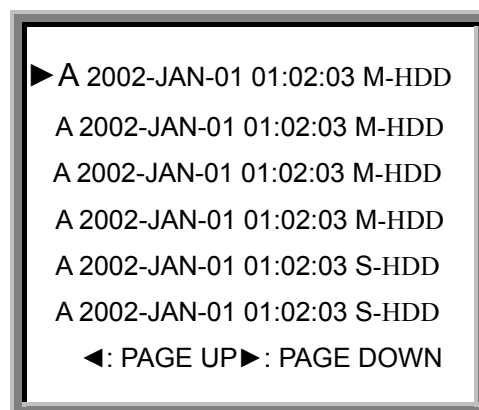 ►A 2002-JAN-01 01:02:03 M-HDD
A 2002-JAN-01 01:02:03 M-HDD
A 2002-JAN-01 01:02:03 M-HDD
A 2002-JAN-01 01:02:03 M-HDD
A 2002-JAN-01 01:02:03 S-HDD
A 2002-JAN-01 01:02:03 S-HDD
◄: PAGE UP►: PAGE DOWN